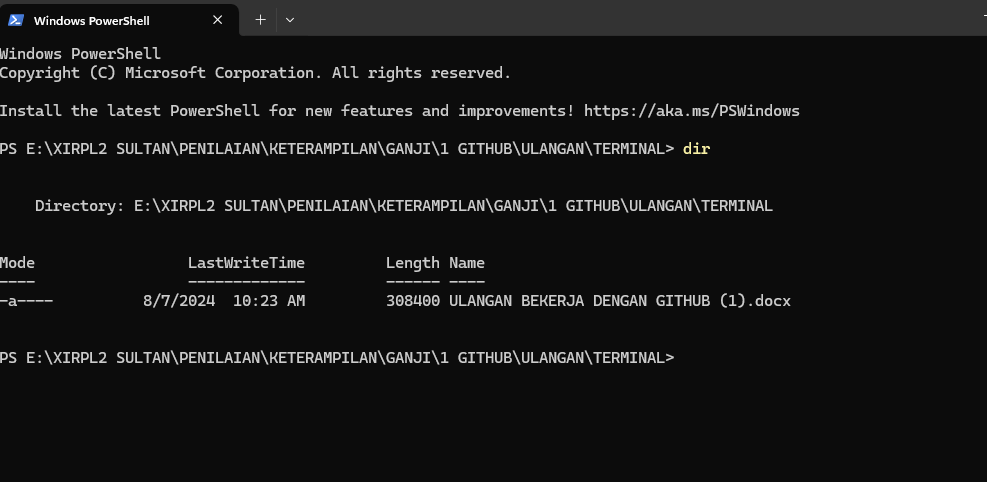 Windows PowerShell
Windows PowerShell
Copyright (C) Microsoft Corporation. All rights reserved.
Install the latest PowerShell for new features and improvements! https://aka.ms/PSWindows
PS E:\XIRPL2 SULTAN\PENILAIAN\KETERAMPILAN\GANJI\1 GITHUB\ULANGAN\TERMINAL> dir
Directory: E:\XIRPL2 SULTAN\PENILAIAN\KETERAMPILAN\GANJI\1 GITHUB\ULANGAN\TERMINAL
Mode                 LastWriteTime         Length Name
----                 -------------         ------ ----
-a----          8/7/2024  10:23 AM         308400 ULANGAN BEKERJA DENGAN GITHUB (1).docx
PS E:\XIRPL2 SULTAN\PENILAIAN\KETERAMPILAN\GANJI\1 GITHUB\ULANGAN\TERMINAL>